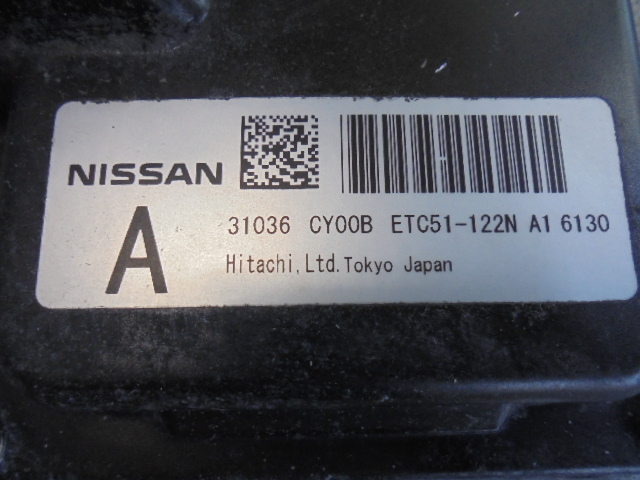 NISSAN
A
31036 CY00B ETC51-122N A1 6130
Hitachi,Ltd.Tokyo Japan